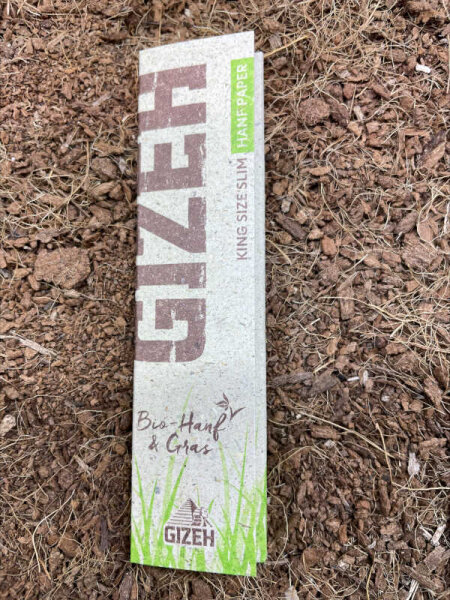 GIZEH
KING SIZE SLIM HANF PAPER
Bio-Hanf
& Gras
GIZEH